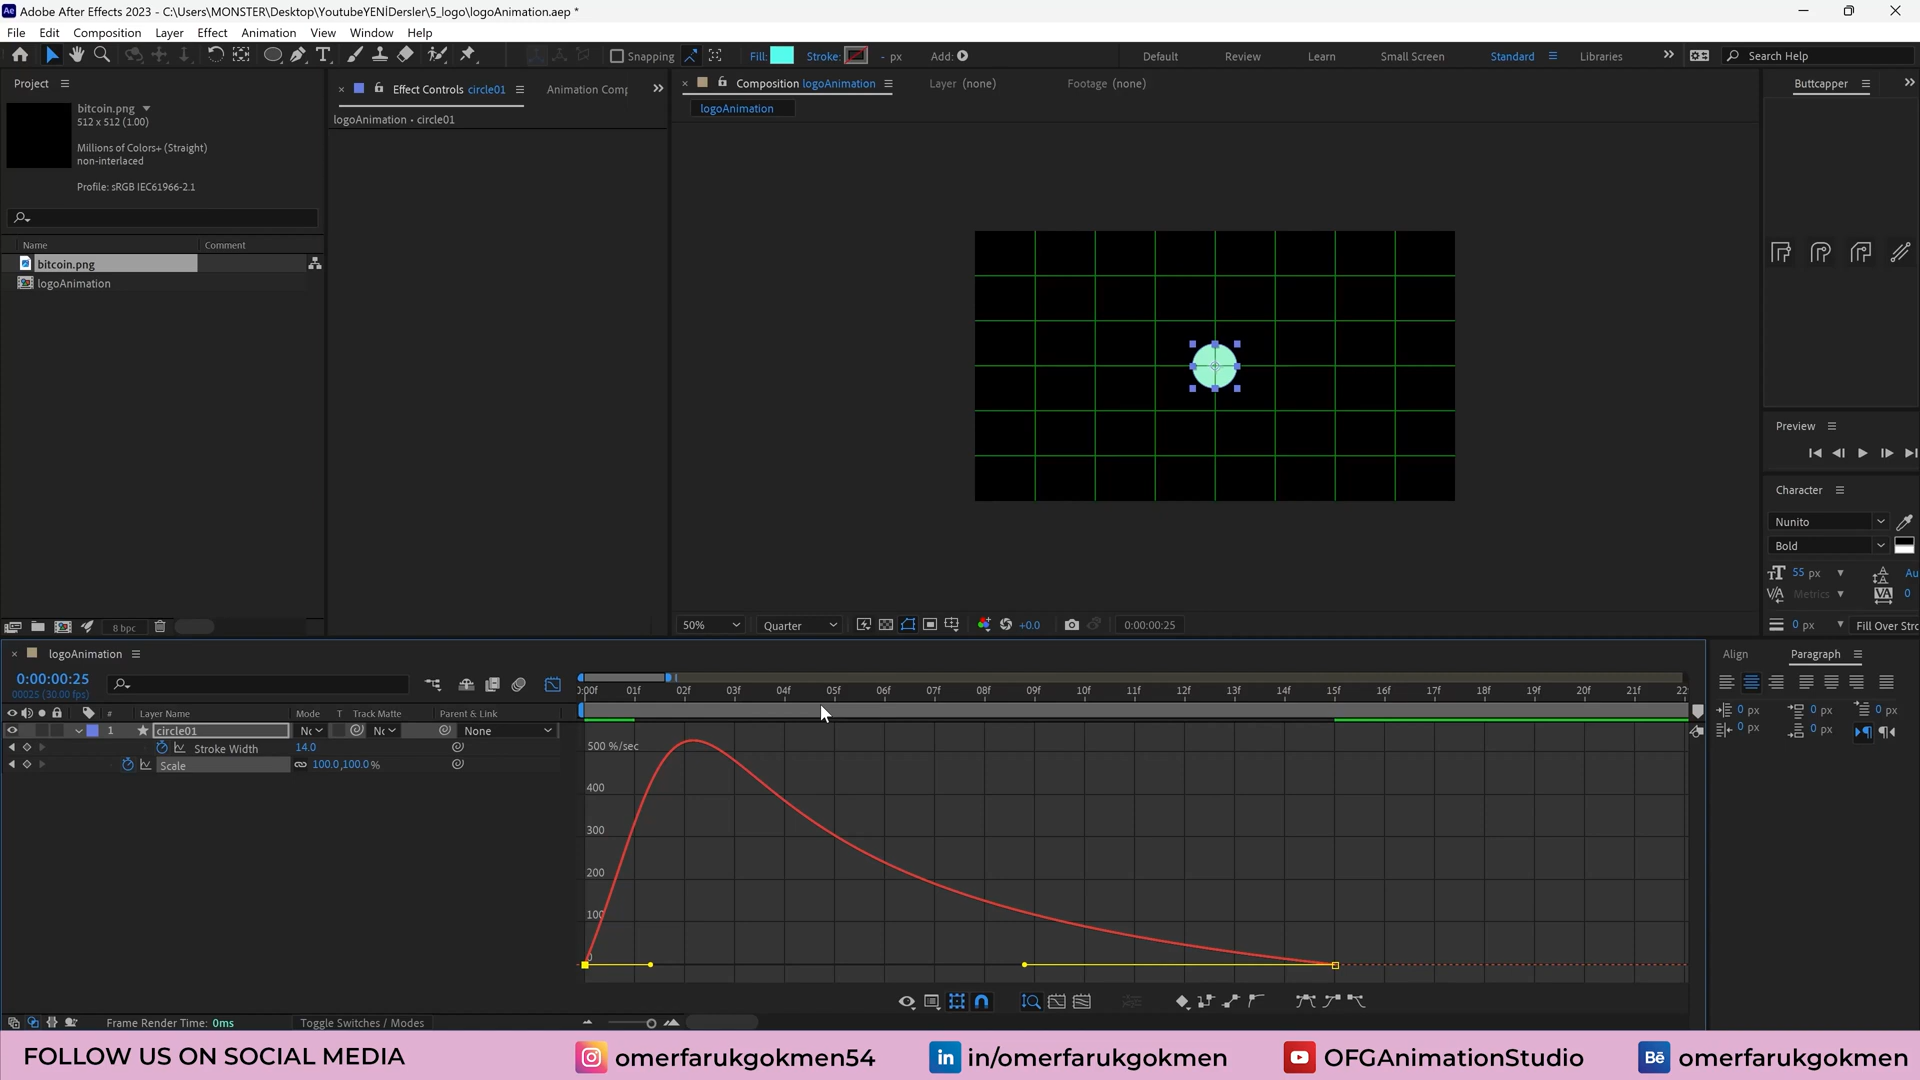 Adobe After Effects 2023 - C:\Users\MONSTER\Desktop\YoutubeYENİDersler\5_logo\logoAnimation.aep *
File Edit Composition Layer Effect Animation View Window Help
Snapping Fill: Stroke: - px Add: Default Review Learn Small Screen Standard Libraries Search Help
Project
bitcoin.png
512 x 512 (1.00)
Millions of Colors+ (Straight)
non-interlaced
Profile: sRGB IEC61966-2.1
Name Comment
bitcoin.png
logoAnimation
8 bpc
Effect Controls circle01 Animation Comp
logoAnimation • circle01
Composition logoAnimation Layer (none) Footage (none)
logoAnimation
50% Quarter +0.0 0:00:00:25
Buttcapper
Preview
Character
Nunito
Bold
55 px Au
Metrics 0
0 px Fill Over Stro
logoAnimation
0:00:00:25
00025 (30.00 fps)
# Layer Name Mode T Track Matte Parent & Link
1 circle01 No No None
Stroke Width 14.0
Scale 100.0,100.0%
:00f 01f 02f 03f 04f 05f 06f 07f 08f 09f 10f 11f 12f 13f 14f 15f 16f 17f 18f 19f 20f 21f 22
500 %/sec
400
300
200
100
0
Frame Render Time: 0ms Toggle Switches / Modes
Align Paragraph
0 px 0 px 0 px
0 px 0 px
FOLLOW US ON SOCIAL MEDIA omerfarukgokmen54 in/omerfarukgokmen OFGAnimationStudio Bē omerfarukgokmen